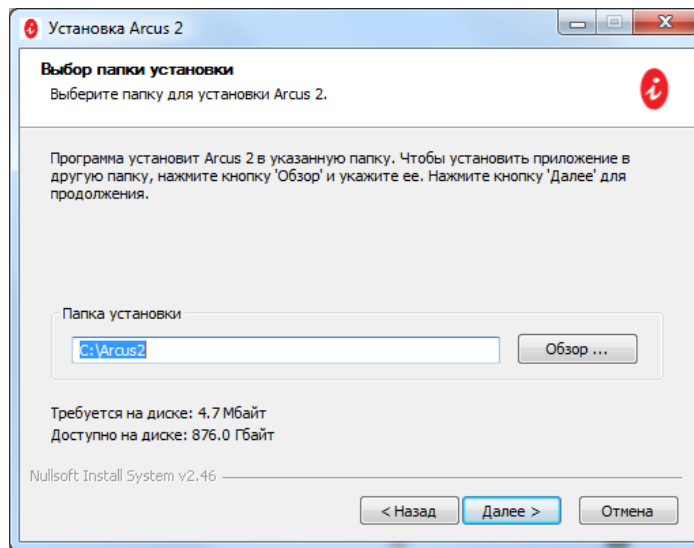 Установка Arcus 2
Выбор папки установки
Выберите папку для установки Arcus 2.
Программа установит Arcus 2 в указанную папку. Чтобы установить приложение в
другую папку, нажмите кнопку 'Обзор' и укажите ее. Нажмите кнопку 'Далее' для
продолжения.
Папка установки
C:\Arcus2
Обзор ...
Требуется на диске: 4.7 Мбайт
Доступно на диске: 876.0 Гбайт
Nullsoft Install System v2.46
< Назад
Далее >
Отмена